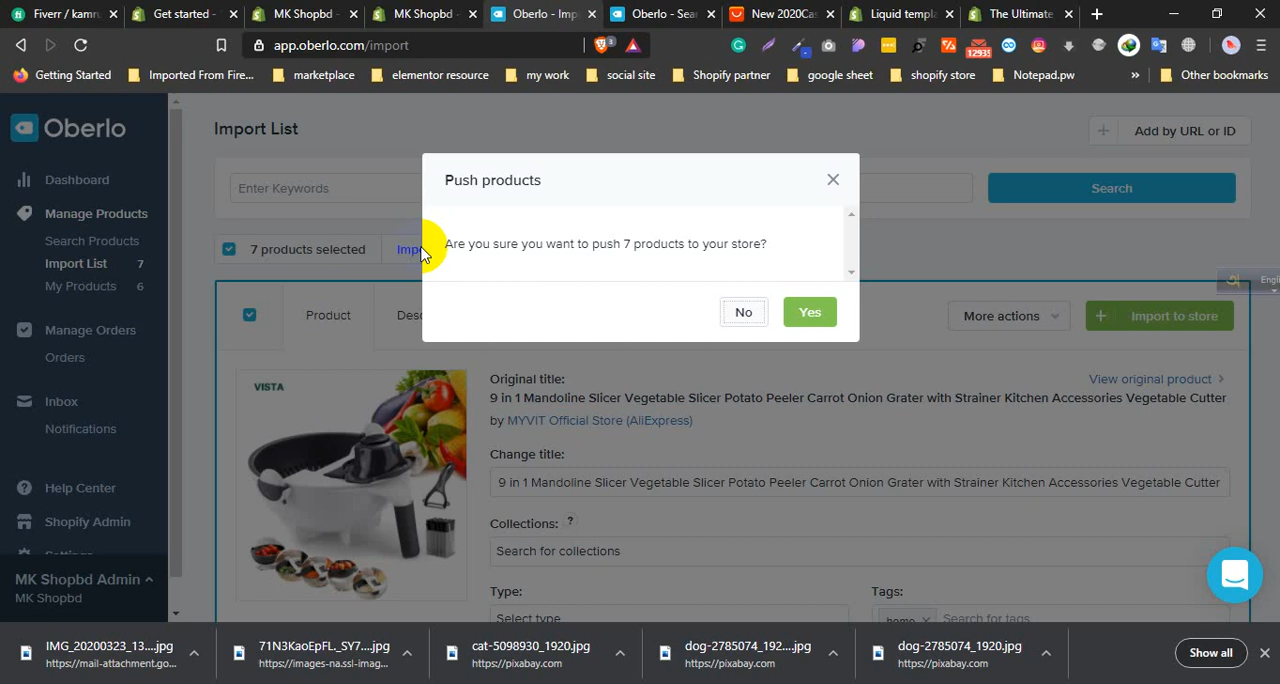 Fiverr / kamru
Get started -
MK Shopbd -
MK Shopbd -
Oberlo - Imp
Oberlo - Sea
New 2020Cas
Liquid templa
The Ultimate
app.oberlo.com/import
3
12935
Getting Started
Imported From Fire...
marketplace
elementor resource
my work
social site
Shopify partner
google sheet
shopify store
Notepad.pw
»
Other bookmarks
Oberlo
Import List
Add by URL or ID
Push products
Dashboard
Enter Keywords
Search
Manage Products
Search Products
7 products selected
Are you sure you want to push 7 products to your store?
Import List 7
My Products 6
Engli
No
Yes
Product
More actions
Import to store
Manage Orders
Orders
Original title:
View original product
VISTA
9 in 1 Mandoline Slicer Vegetable Slicer Potato Peeler Carrot Onion Grater with Strainer Kitchen Accessories Vegetable Cutter
Inbox
by MYVIT Official Store (AliExpress)
Notifications
Change title:
9 in 1 Mandoline Slicer Vegetable Slicer Potato Peeler Carrot Onion Grater with Strainer Kitchen Accessories Vegetable Cutter
Help Center
Shopify Admin
Collections: ?
Search for collections
Settings
MK Shopbd Admin
MK Shopbd
Type:
Tags:
Select type
home
Search for tags
IMG_20200323_13....jpg
https://mail-attachment.go...
71N3KaoEpFL_SY7....jpg
https://images-na.ssl-imag...
cat-5098930_1920.jpg
https://pixabay.com
dog-2785074_192....jpg
https://pixabay.com
dog-2785074_1920.jpg
https://pixabay.com
Show all